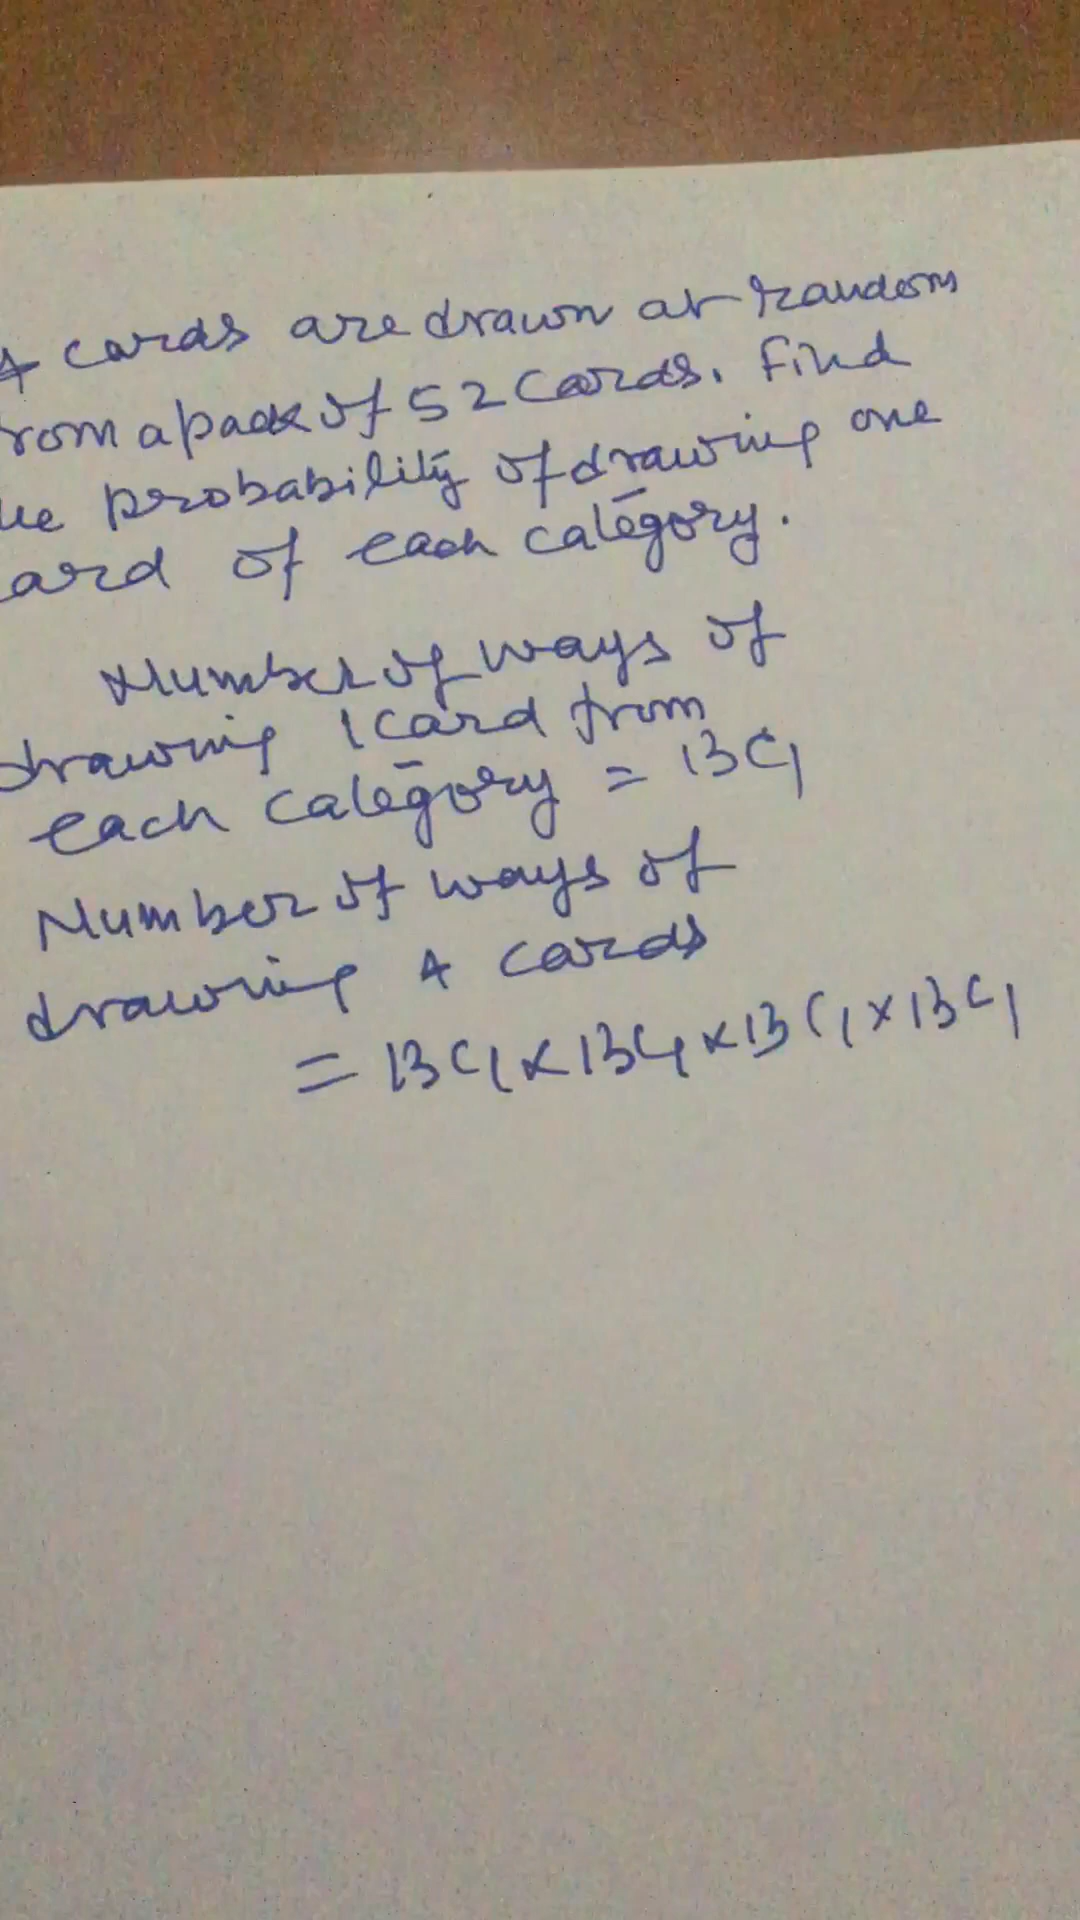 4 cards are drawn at random
rom a pack of 52 cards. Find
he probability of drawing one
ard of each category.
Number of ways of
drawing 1 card from
each category = 13C1
Number of ways of
drawing 4 cards
= 13C1 × 13C1 × 13C1 × 13C1